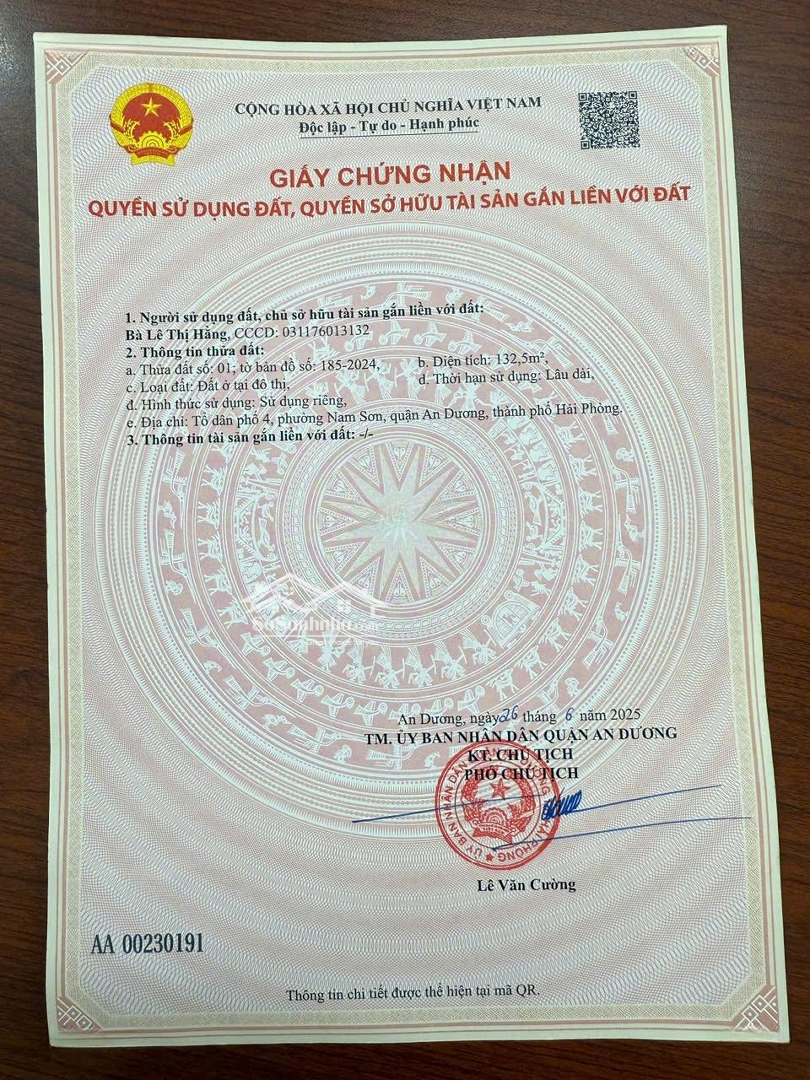 CỘNG HÒA XÃ HỘI CHỦ NGHĨA VIỆT NAM
Độc lập - Tự do - Hạnh phúc
GIẤY CHỨNG NHẬN
QUYỀN SỬ DỤNG ĐẤT, QUYỀN SỞ HỮU TÀI SẢN GẮN LIỀN VỚI ĐẤT
1. Người sử dụng đất, chủ sở hữu tài sản gắn liền với đất:
Bà Lê Thị Hằng, CCCD: 031176013132
2. Thông tin thửa đất:
a. Thửa đất số: 01; tờ bản đồ số: 185-2024, b. Diện tích: 132,5m²,
c. Loại đất: Đất ở tại đô thị, d. Thời hạn sử dụng: Lâu dài,
đ. Hình thức sử dụng: Sử dụng riêng,
e. Địa chỉ: Tổ dân phố 4, phường Nam Sơn, quận An Dương, thành phố Hải Phòng.
3. Thông tin tài sản gắn liền với đất: -/-
An Dương, ngày 26 tháng 6 năm 2025
TM. ỦY BAN NHÂN DÂN QUẬN AN DƯƠNG
KT. CHỦ TỊCH
PHÓ CHỦ TỊCH
Lê Văn Cường
AA 00230191
Thông tin chi tiết được thể hiện tại mã QR.